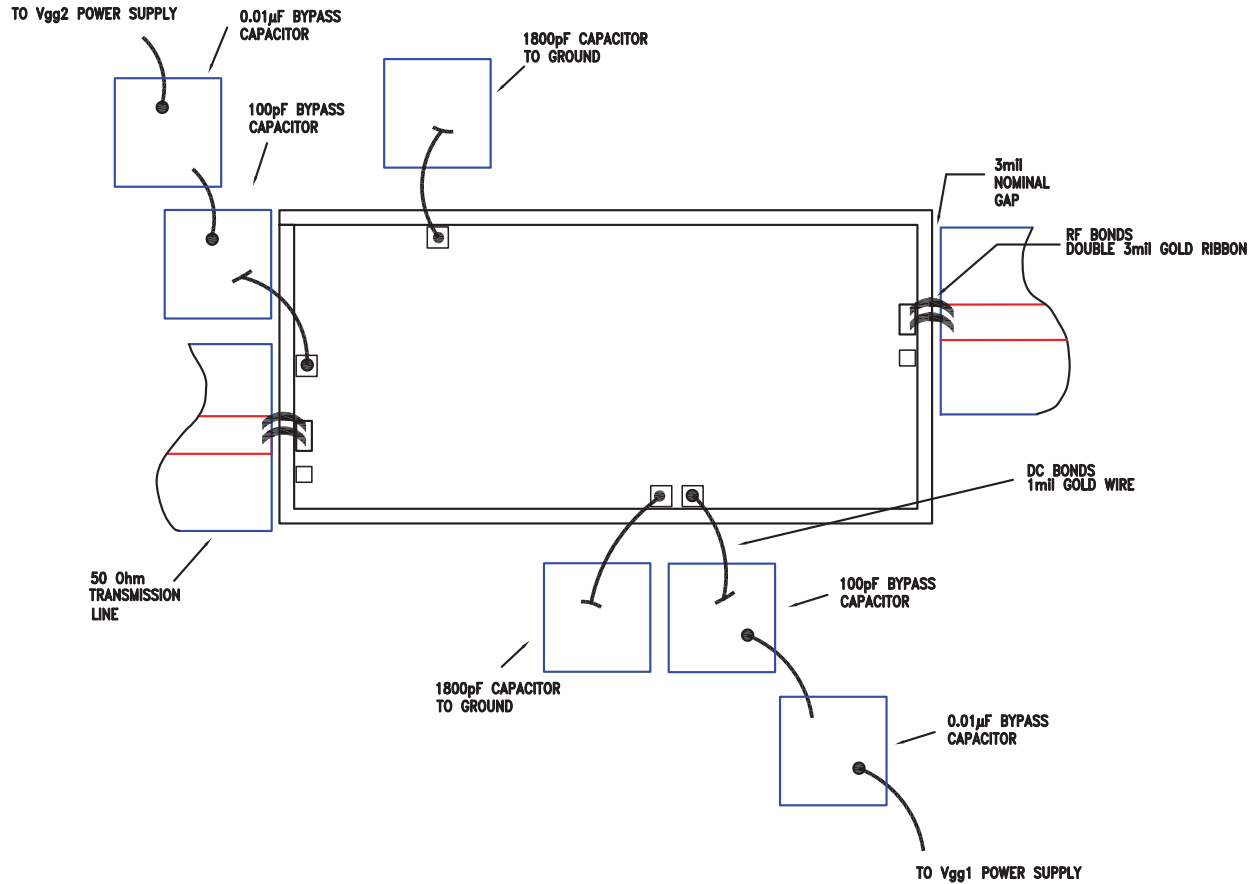 TO Vgg2 POWER SUPPLY
0.01µF BYPASS
CAPACITOR
1800pF CAPACITOR
TO GROUND
100pF BYPASS
CAPACITOR
3mil
NOMINAL
GAP
RF BONDS
DOUBLE 3mil GOLD RIBBON
DC BONDS
1mil GOLD WIRE
50 Ohm
TRANSMISSION
LINE
100pF BYPASS
CAPACITOR
1800pF CAPACITOR
TO GROUND
0.01µF BYPASS
CAPACITOR
TO Vgg1 POWER SUPPLY